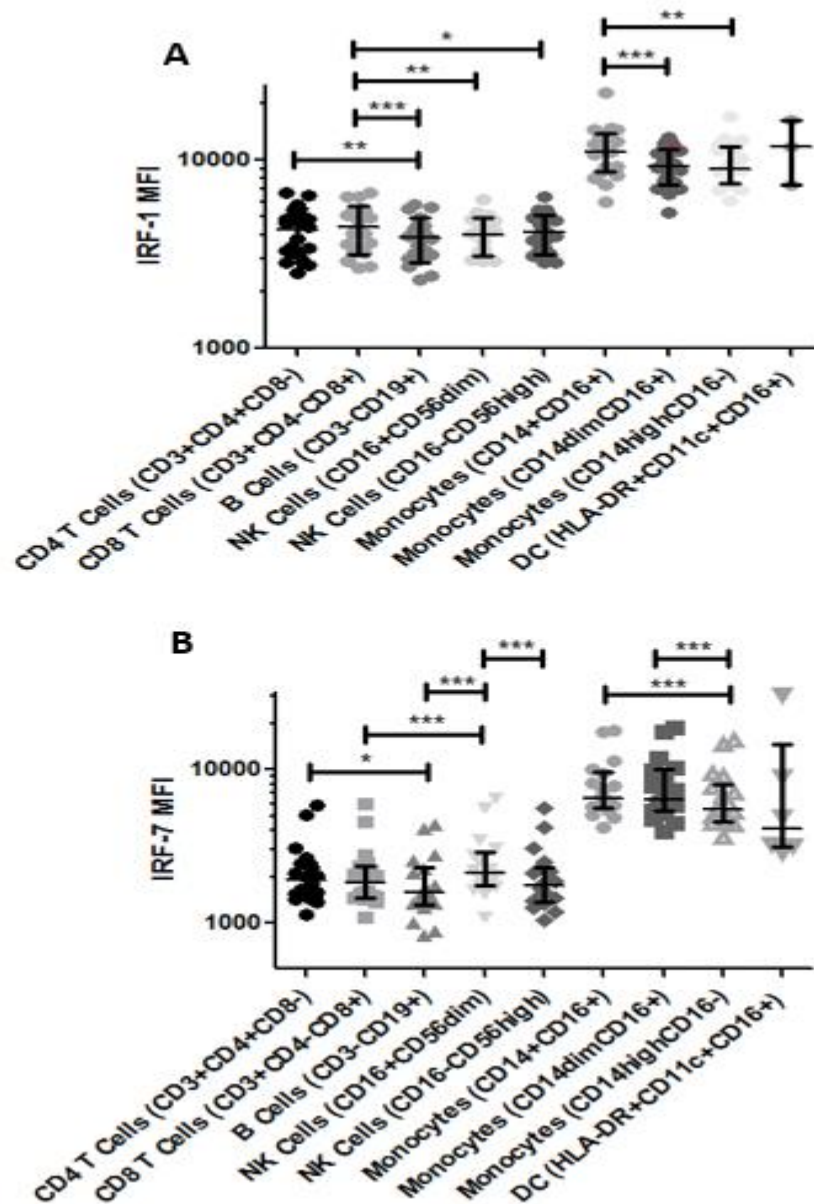 A
*
**
**
***
***
**
10000
IRF-1 MFI
1000
CD4 T Cells (CD3+CD4+CD8-)
CD8 T Cells (CD3+CD4-CD8+)
B Cells (CD3-CD19+)
NK Cells (CD16+CD56dim)
NK Cells (CD16-CD56high)
Monocytes (CD14+CD16+)
Monocytes (CD14dimCD16+)
Monocytes (CD14highCD16-)
DC (HLA-DR+CD11c+CD16+)
B
***
***
***
***
***
*
10000
IRF-7 MFI
1000
CD4 T Cells (CD3+CD4+CD8-)
CD8 T Cells (CD3+CD4-CD8+)
B Cells (CD3-CD19+)
NK Cells (CD16+CD56dim)
NK Cells (CD16-CD56high)
Monocytes (CD14+CD16+)
Monocytes (CD14dimCD16+)
Monocytes (CD14highCD16-)
DC (HLA-DR+CD11c+CD16+)